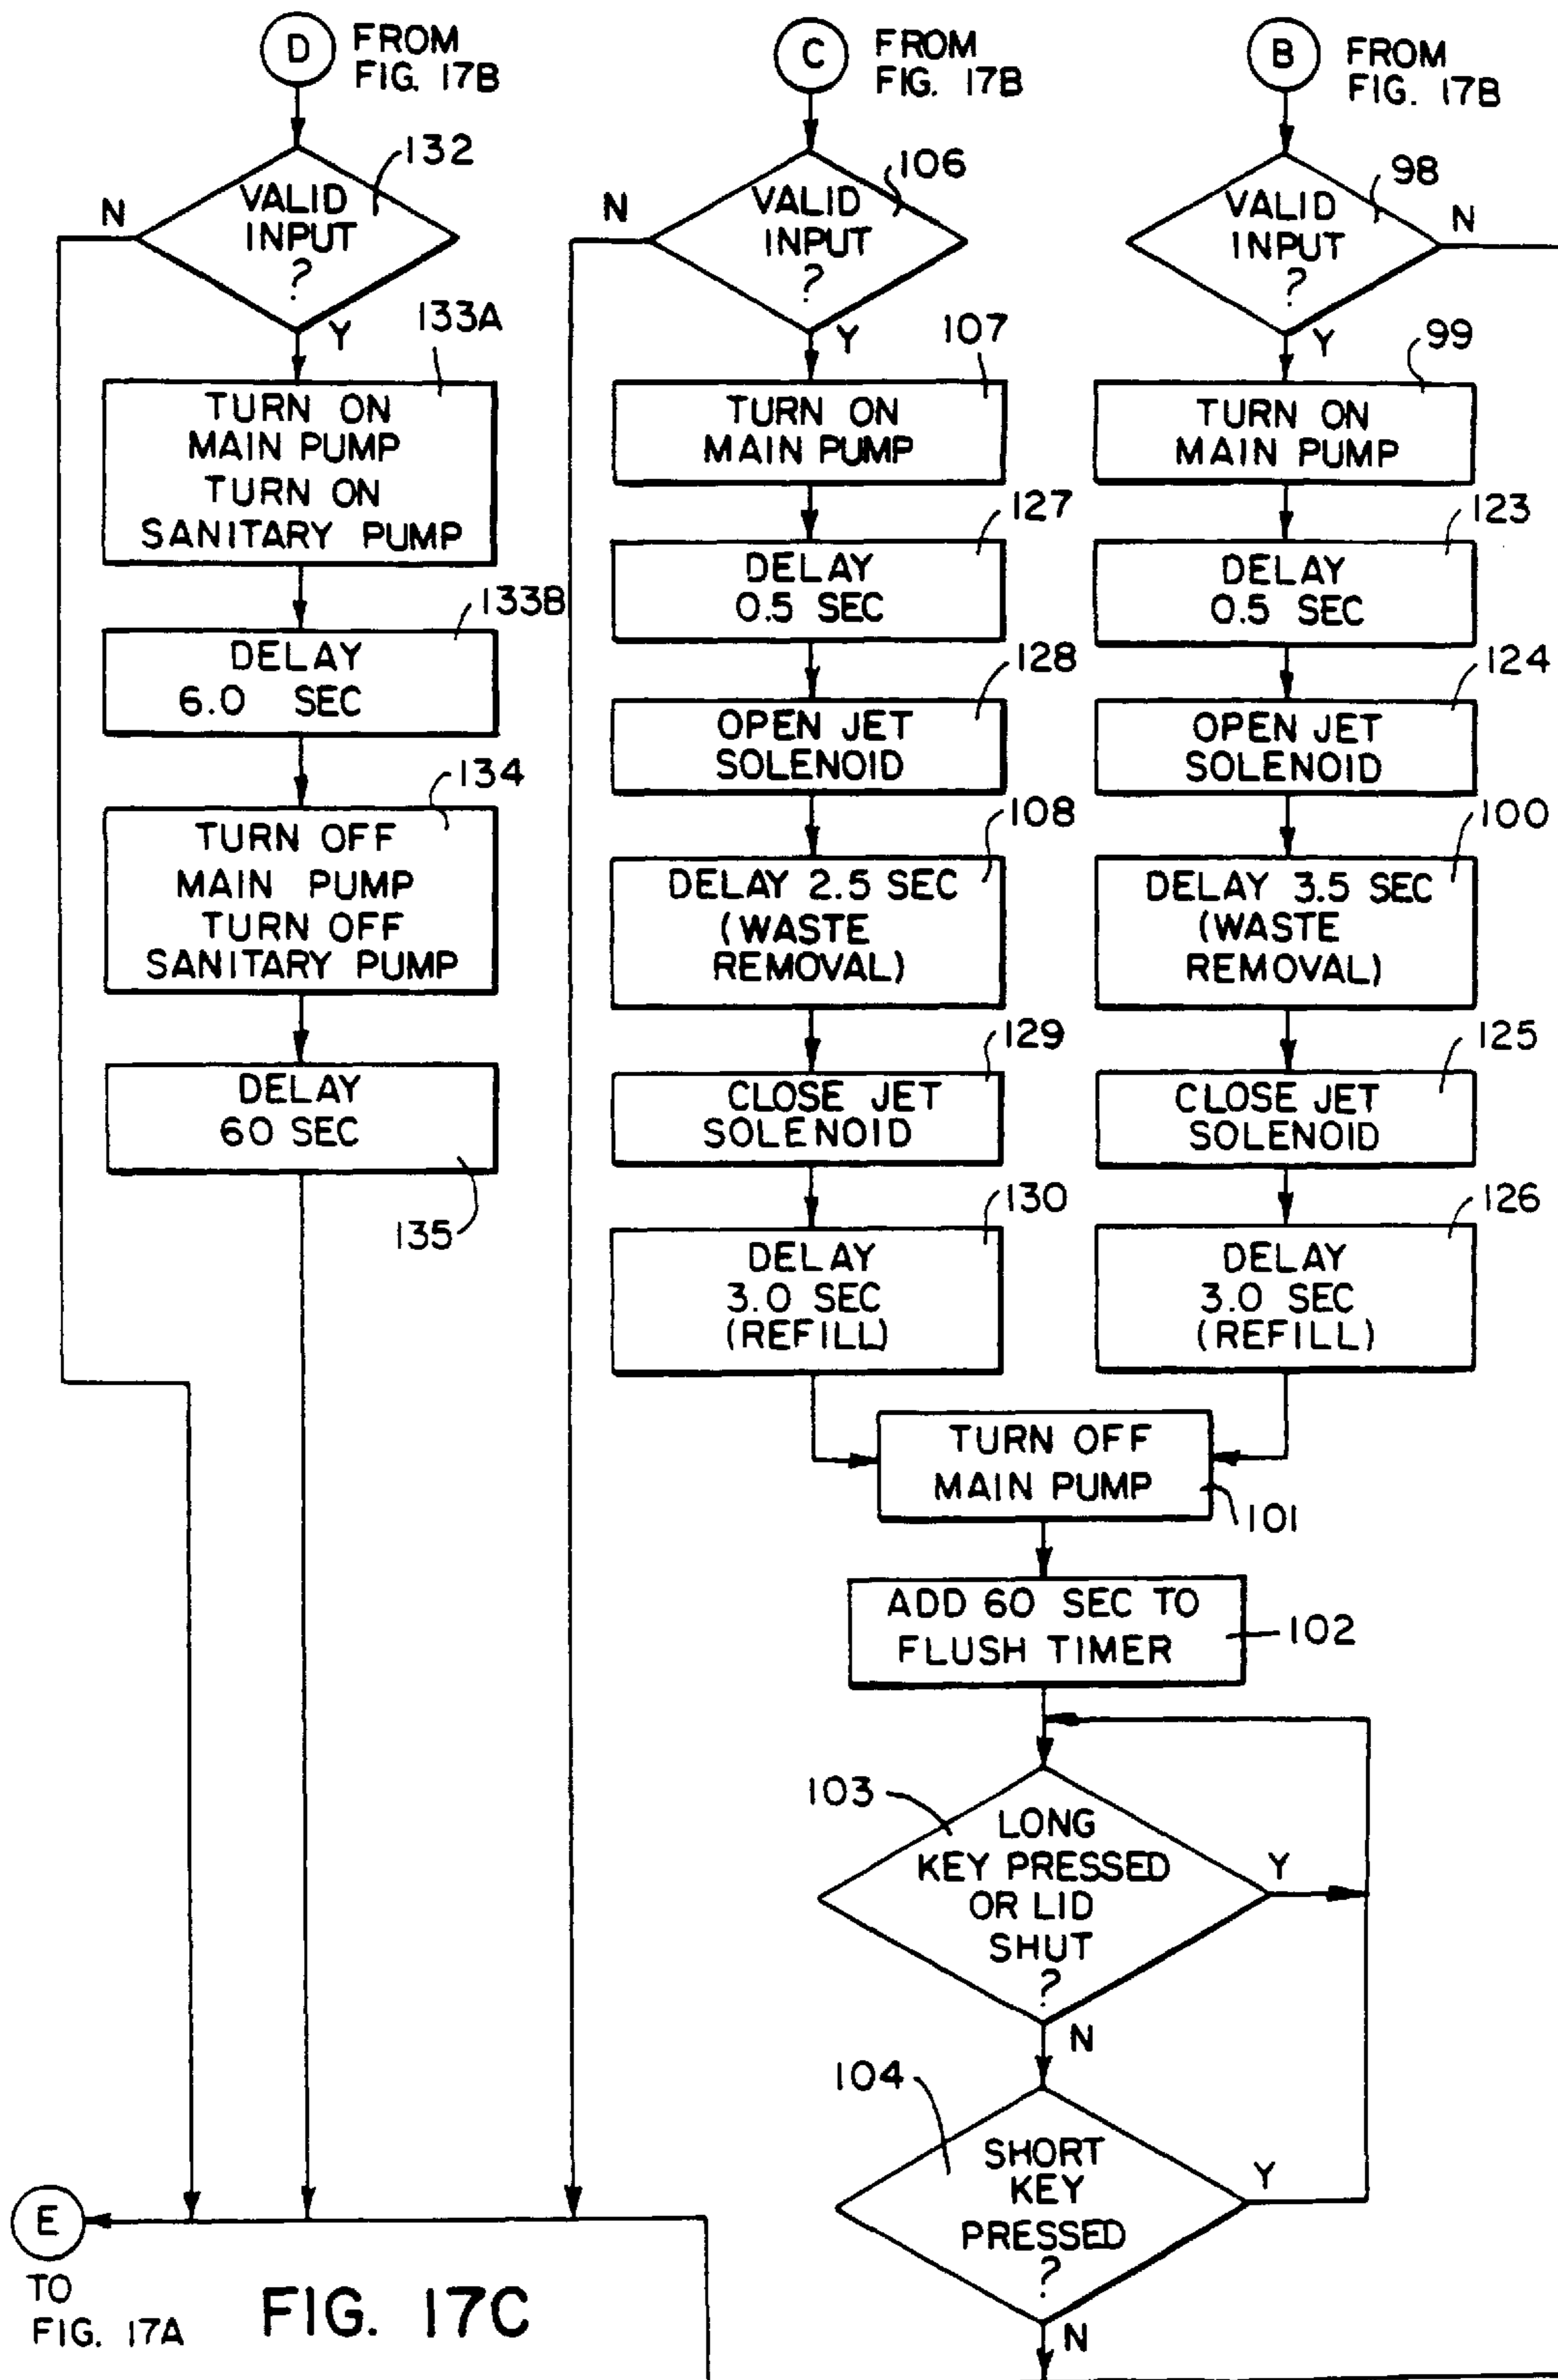 D
FROM
FIG. 17B
132
N
VALID
INPUT
?
Y
133A
TURN ON
MAIN PUMP
TURN ON
SANITARY PUMP
133B
DELAY
6.0 SEC
134
TURN OFF
MAIN PUMP
TURN OFF
SANITARY PUMP
DELAY
60 SEC
135
C
FROM
FIG. 17B
106
N
VALID
INPUT
?
Y
107
TURN ON
MAIN PUMP
127
DELAY
0.5 SEC
128
OPEN JET
SOLENOID
108
DELAY 2.5 SEC
(WASTE
REMOVAL)
129
CLOSE JET
SOLENOID
130
DELAY
3.0 SEC
(REFILL)
B
FROM
FIG. 17B
98
N
VALID
INPUT
?
Y
99
TURN ON
MAIN PUMP
123
DELAY
0.5 SEC
124
OPEN JET
SOLENOID
100
DELAY 3.5 SEC
(WASTE
REMOVAL)
125
CLOSE JET
SOLENOID
126
DELAY
3.0 SEC
(REFILL)
TURN OFF
MAIN PUMP
101
ADD 60 SEC TO
FLUSH TIMER
102
103
LONG
KEY PRESSED
OR LID
SHUT
?
Y
N
104
SHORT
KEY
PRESSED
?
Y
N
E
TO
FIG. 17A
FIG. 17C